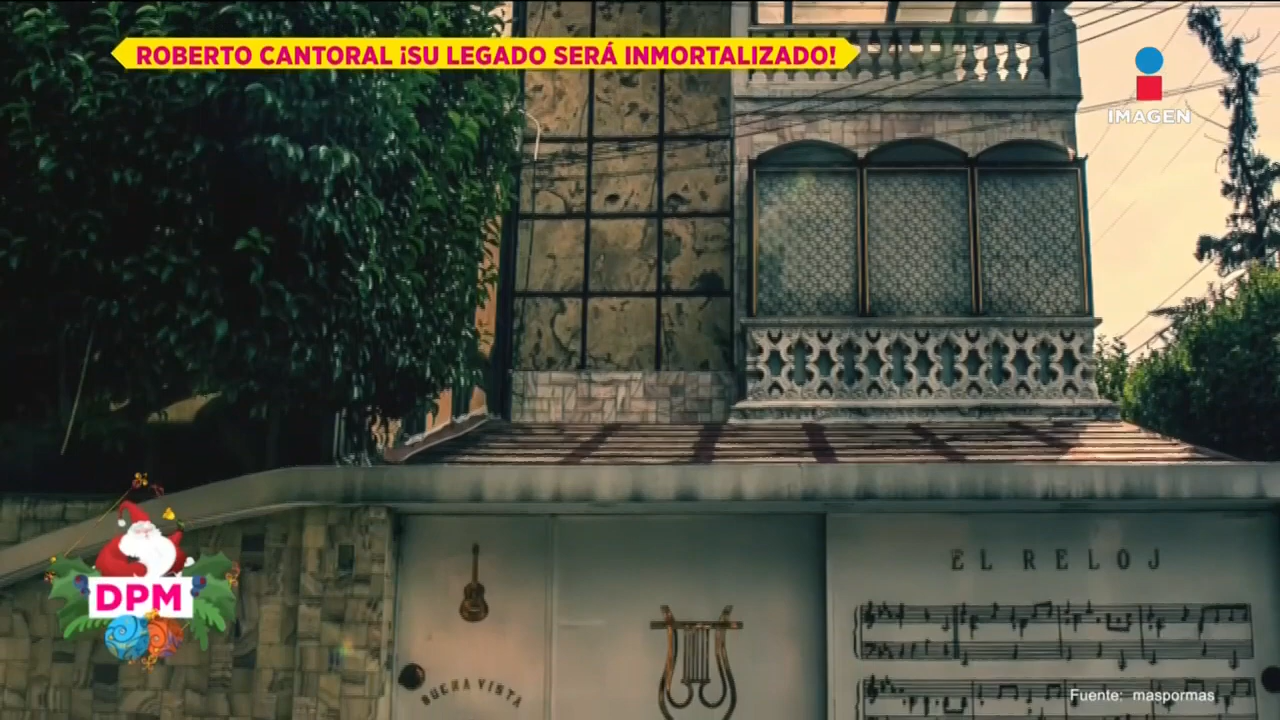 ROBERTO CANTORAL ¡SU LEGADO SERÁ INMORTALIZADO!
IMAGEN
EL RELOJ
DPM
BUENA VISTA
Fuente: maspormas